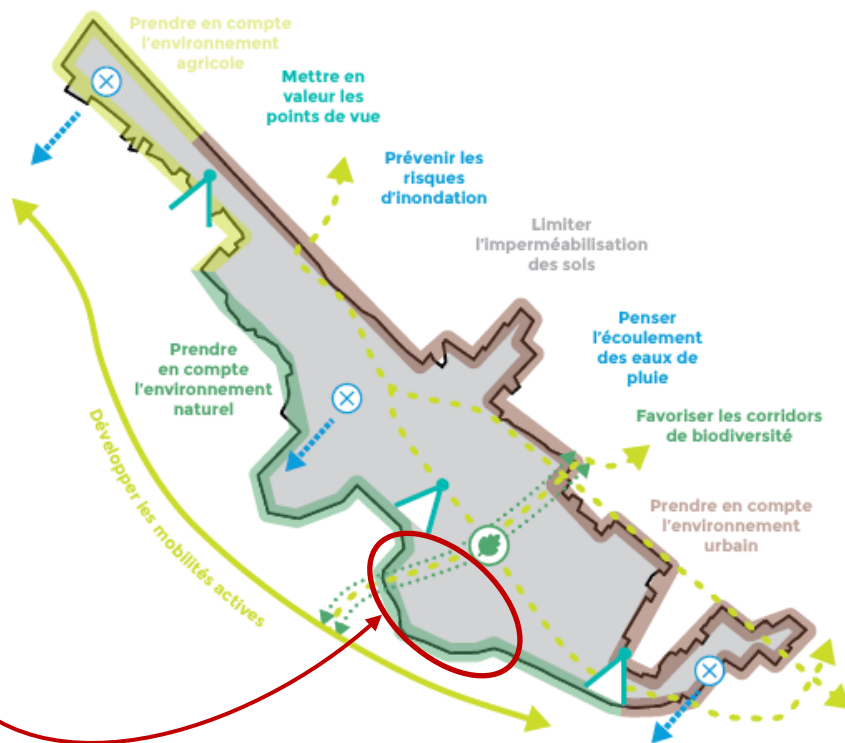 Prendre en compte
l'environnement
agricole
Mettre en
valeur les
points de vue
Prévenir les
risques
d'inondation
Limiter
l'imperméabilisation
des sols
Penser
l'écoulement
des eaux de
pluie
Prendre
en compte
l'environnement
naturel
Favoriser les corridors
de biodiversité
Prendre en compte
l'environnement
urbain
Développer les mobilités actives